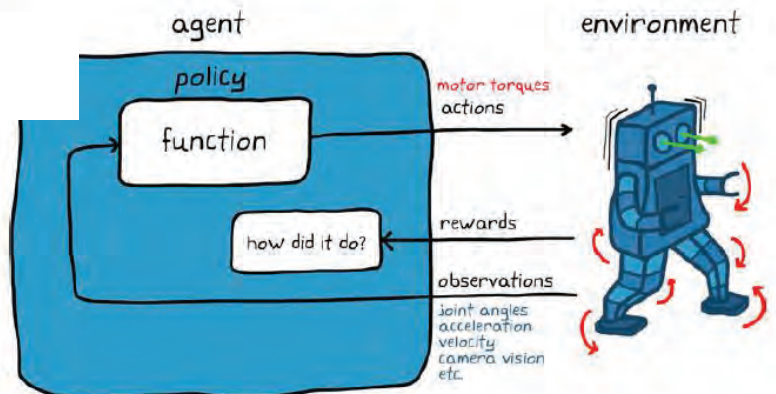 agent
environment
policy
function
motor torques
actions
how did it do?
rewards
observations
joint angles
acceleration
velocity
camera vision
etc.